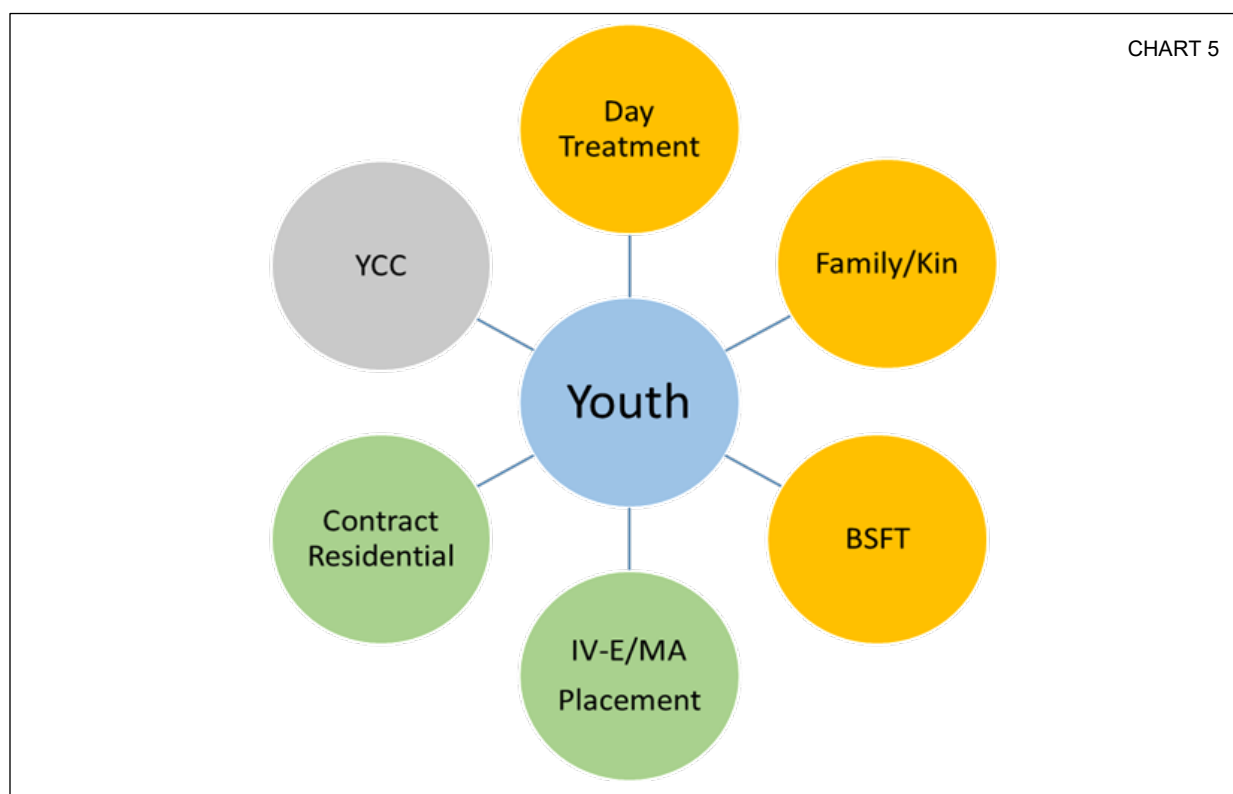 CHART 5
Day
Treatment
Family/Kin
BSFT
IV-E/MA
Placement
Contract
Residential
YCC
Youth